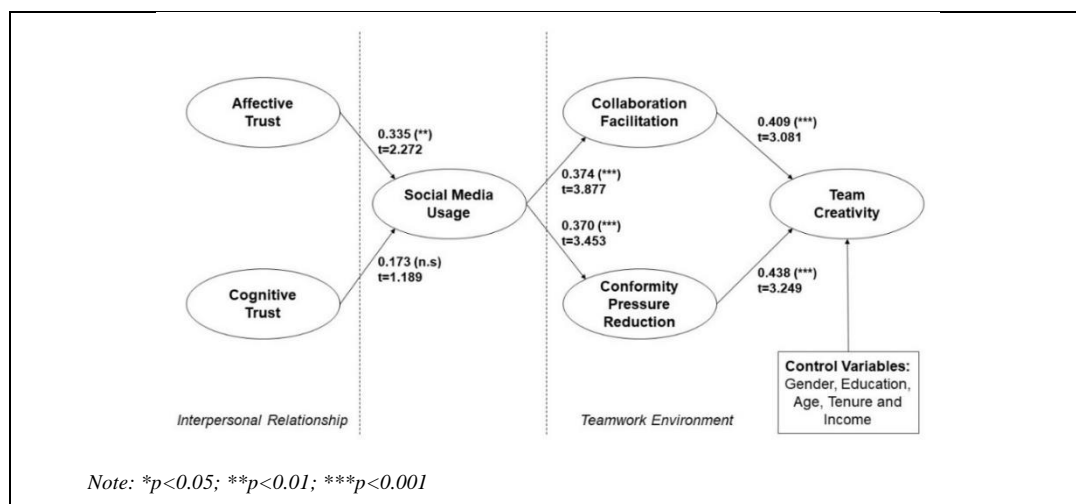 Affective
Trust
0.335 (**)
t=2.272
Cognitive
Trust
0.173 (n.s)
t=1.189
Social Media
Usage
Collaboration
Facilitation
0.374 (***)
t=3.877
0.370 (***)
t=3.453
Conformity
Pressure
Reduction
0.409 (***)
t=3.081
Team
Creativity
0.438 (***)
t=3.249
Control Variables:
Gender, Education,
Age, Tenure and
Income
Interpersonal Relationship
Teamwork Environment
Note: *p<0.05; **p<0.01; ***p<0.001